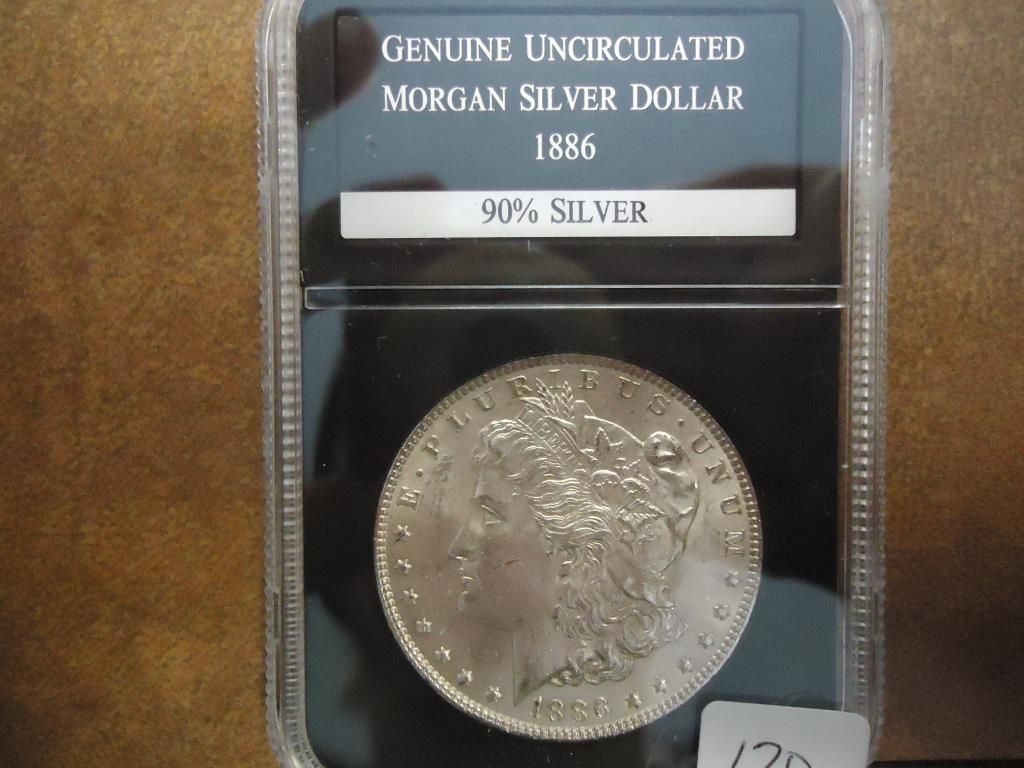 GENUINE UNCIRCULATED
MORGAN SILVER DOLLAR
1886
90% SILVER
E·PLURIBUS·UNUM
1886